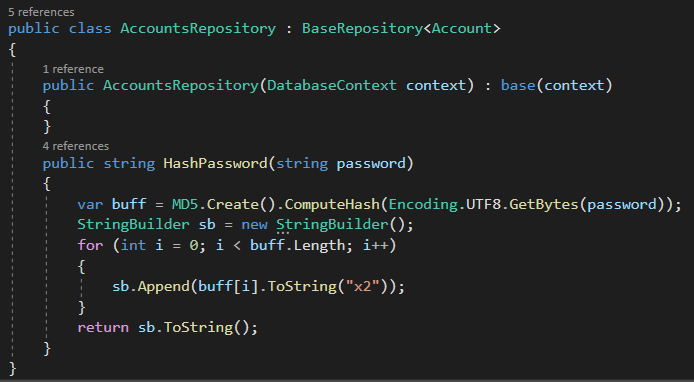 5 references
public class AccountsRepository : BaseRepository<Account>
{
1 reference
public AccountsRepository(DatabaseContext context) : base(context)
{
}
4 references
public string HashPassword(string password)
{
var buff = MD5.Create().ComputeHash(Encoding.UTF8.GetBytes(password));
StringBuilder sb = new StringBuilder();
for (int i = 0; i < buff.Length; i++)
{
sb.Append(buff[i].ToString("x2"));
}
return sb.ToString();
}
}